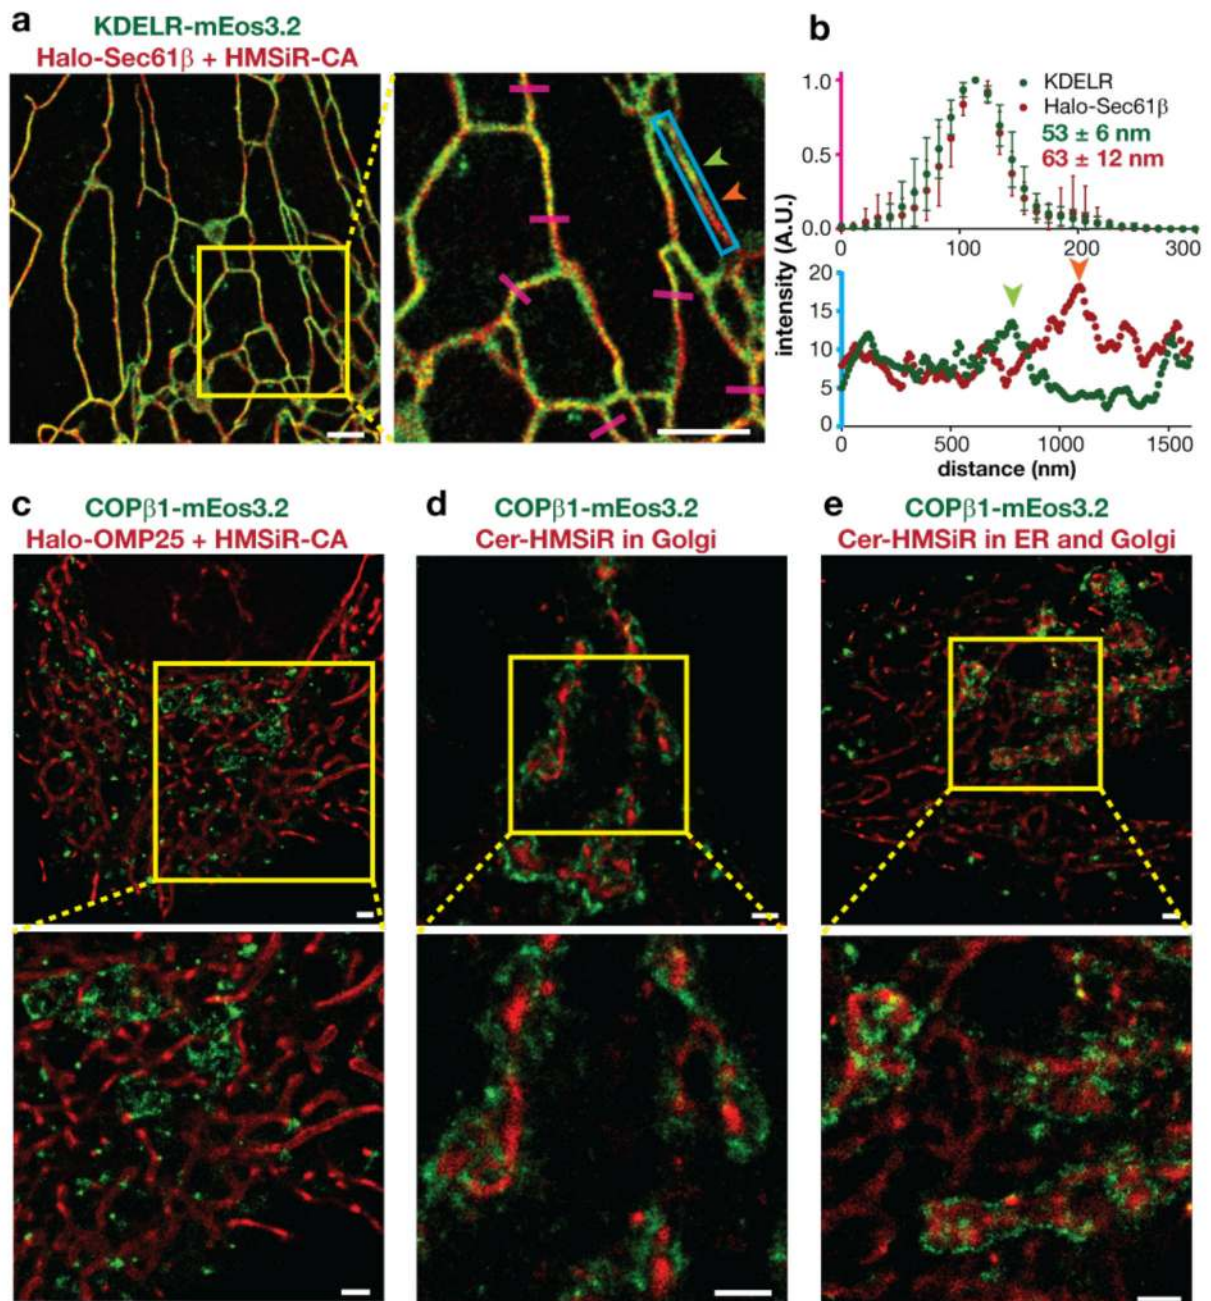 a
KDELR-mEos3.2
Halo-Sec61β + HMSiR-CA
b
1.0
0.5
0.0
KDELR
Halo-Sec61β
53 ± 6 nm
63 ± 12 nm
100
200
300
intensity (A.U.)
20
15
10
5
0
0
500
1000
1500
distance (nm)
c
COPβ1-mEos3.2
Halo-OMP25 + HMSiR-CA
d
COPβ1-mEos3.2
Cer-HMSiR in Golgi
e
COPβ1-mEos3.2
Cer-HMSiR in ER and Golgi